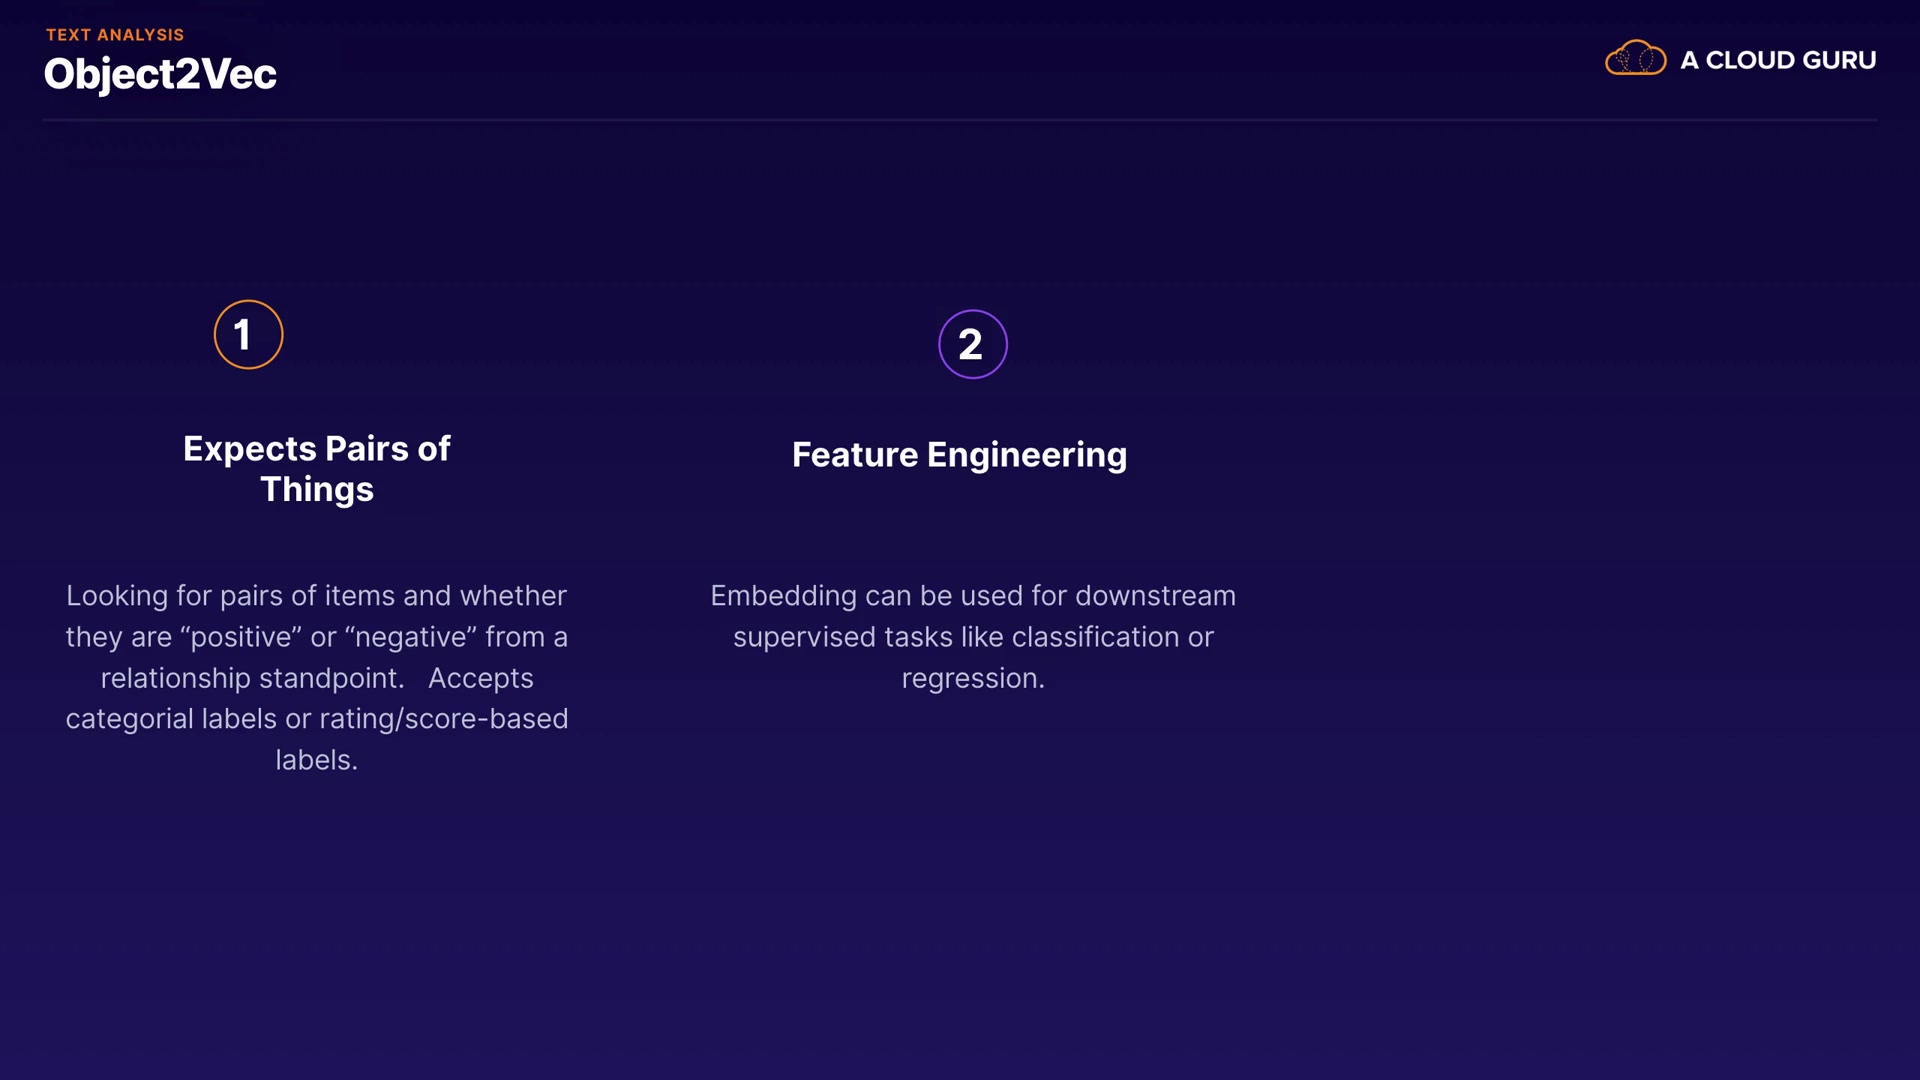 TEXT ANALYSIS
Object2Vec
A CLOUD GURU
1
Expects Pairs of
Things
Looking for pairs of items and whether
they are “positive” or “negative” from a
relationship standpoint.   Accepts
categorial labels or rating/score-based
labels.
2
Feature Engineering
Embedding can be used for downstream
supervised tasks like classification or
regression.